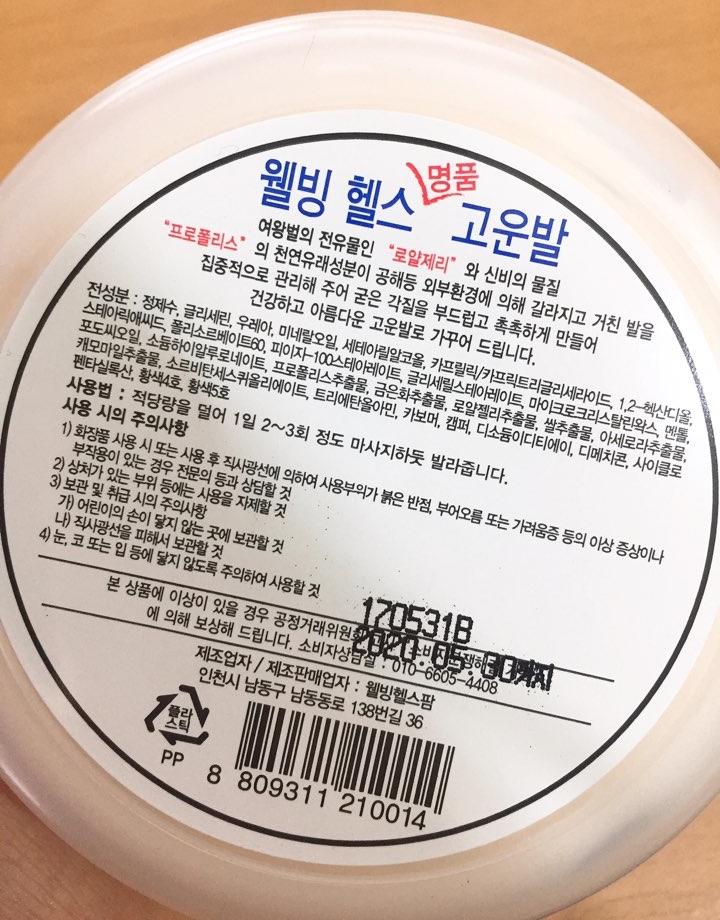 웰빙 헬스 명품 고운발
여왕벌의 전유물인 "로얄제리" 와 신비의 물질
"프로폴리스" 의 천연유래성분이 공해등 외부환경에 의해 갈라지고 거친 발을
집중적으로 관리해 주어 굳은 각질을 부드럽고 촉촉하게 만들어
건강하고 아름다운 고운발로 가꾸어 드립니다.
전성분 : 정제수, 글리세린, 우레아, 미네랄오일, 세테아릴알코올, 카프릴릭/카프릭트리글리세라이드, 1,2-헥산디올,
스테아릭애씨드, 폴리소르베이트60, 피이지-100스테아레이트, 글리세릴스테아레이트, 마이크로크리스탈린왁스, 멘톨,
포도씨오일, 소듐하이알루로네이트, 프로폴리스추출물, 금은화추출물, 로얄젤리추출물, 쌀추출물, 아세로라추출물,
캐모마일추출물, 소르비탄세스퀴올리에이트, 트리에탄올아민, 카보머, 캠퍼, 디소듐이디티에이, 디메치콘, 사이클로
펜타실록산, 황색4호, 황색5호
사용법 : 적당량을 덜어 1일 2~3회 정도 마사지하듯 발라줍니다.
사용 시의 주의사항
1) 화장품 사용 시 또는 사용 후 직사광선에 의하여 사용부위가 붉은 반점, 부어오름 또는 가려움증 등의 이상 증상이나
부작용이 있는 경우 전문의 등과 상담할 것
2) 상처가 있는 부위 등에는 사용을 자제할 것
3) 보관 및 취급 시의 주의사항
가) 어린이의 손이 닿지 않는 곳에 보관할 것
나) 직사광선을 피해서 보관할 것
4) 눈, 코 또는 입 등에 닿지 않도록 주의하여 사용할 것
본 상품에 이상이 있을 경우 공정거래위원회
에 의해 보상해 드립니다. 소비자상담실 : 010-6605-4408
170531B
2020.05.30까지
제조업자 / 제조판매업자 : 웰빙헬스팜
인천시 남동구 남동동로 138번길 36
플라
스틱
PP
8 809311 210014